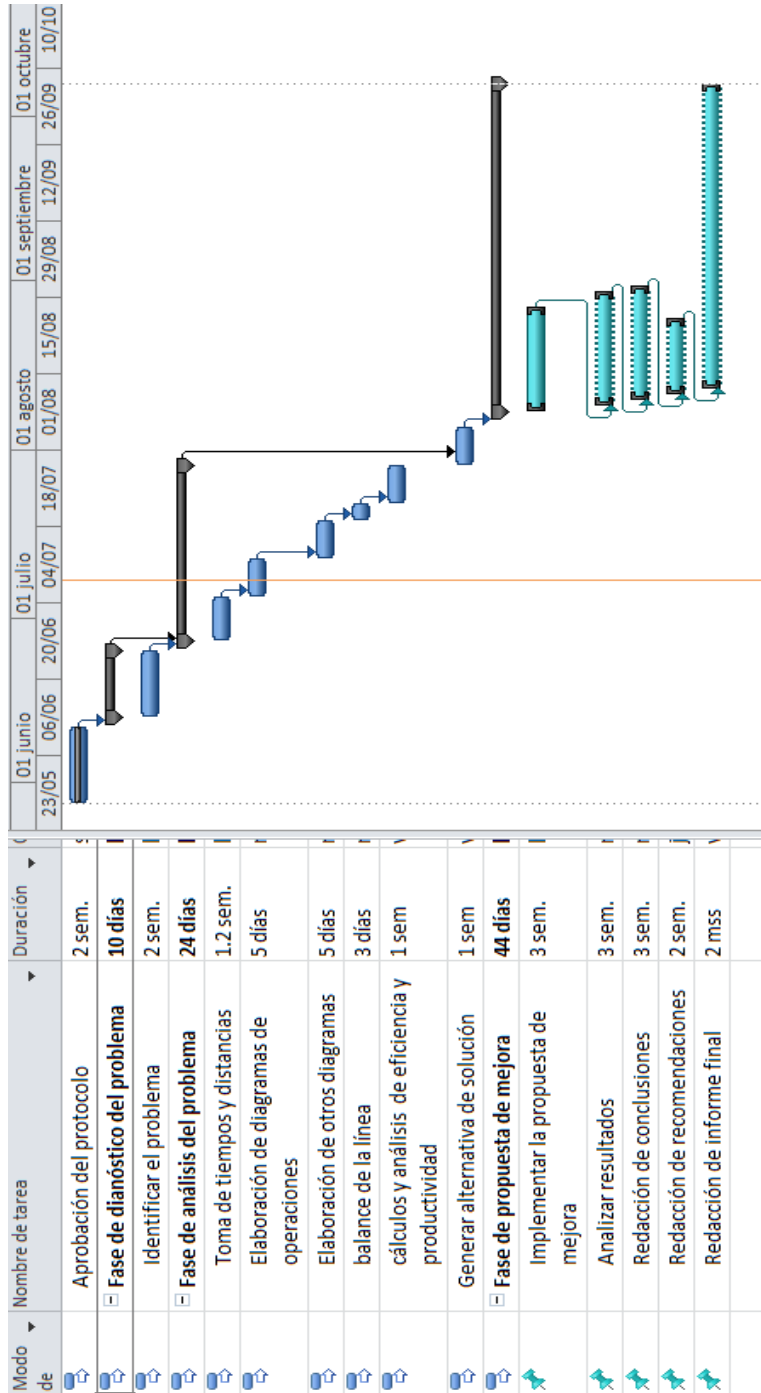 Modo
de
Nombre de tarea
Duración
Aprobación del protocolo
2 sem.
Fase de dianóstico del problema
10 días
Identificar el problema
2 sem.
Fase de análisis del problema
24 días
Toma de tiempos y distancias
1.2 sem.
Elaboración de diagramas de
operaciones
5 días
Elaboración de otros diagramas
5 días
balance de la línea
3 días
cálculos y análisis de eficiencia y
productividad
1 sem
Generar alternativa de solución
1 sem
Fase de propuesta de mejora
44 días
Implementar la propuesta de
mejora
3 sem.
Analizar resultados
3 sem.
Redacción de conclusiones
3 sem.
Redacción de recomendaciones
2 sem.
Redacción de informe final
2 mss
01 junio
01 julio
01 agosto
01 septiembre
01 octubre
23/05
06/06
20/06
04/07
18/07
01/08
15/08
29/08
12/09
26/09
10/10